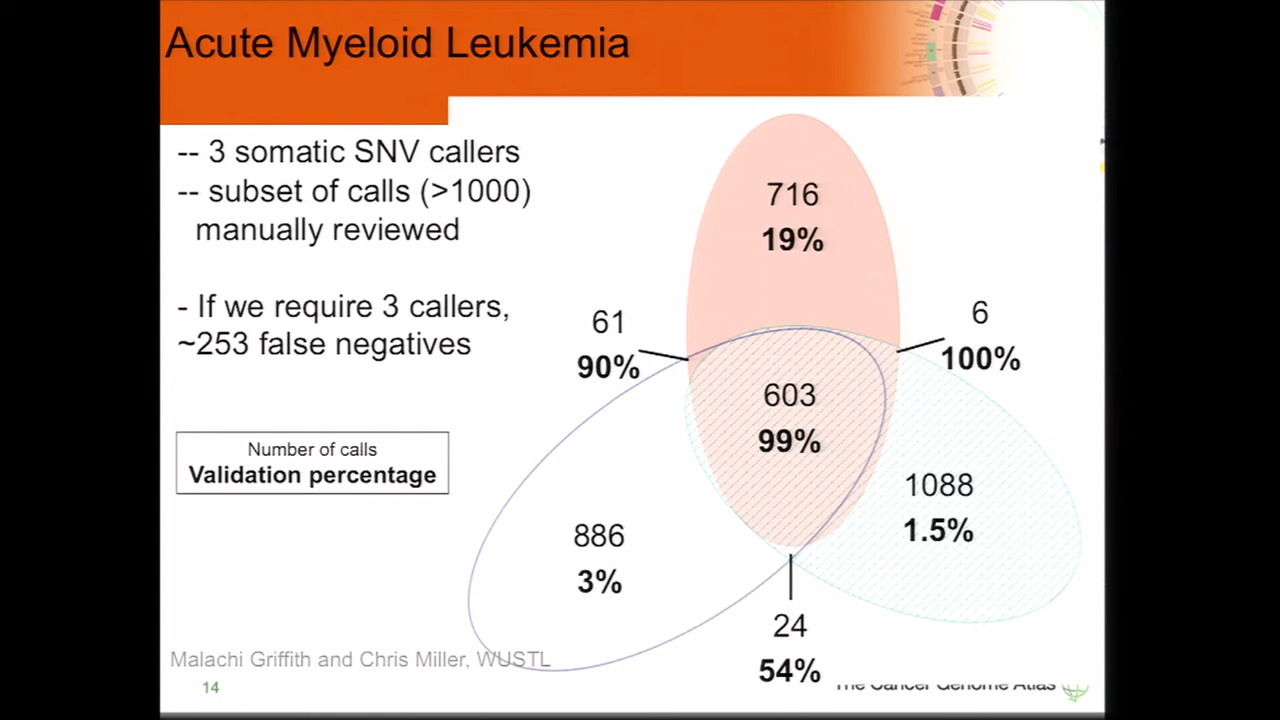 Acute Myeloid Leukemia
-- 3 somatic SNV callers
-- subset of calls (>1000)
manually reviewed
- If we require 3 callers,
~253 false negatives
Number of calls
Validation percentage
716
19%
61
90%
6
100%
603
99%
1088
1.5%
886
3%
24
54%
Malachi Griffith and Chris Miller, WUSTL
14
The Cancer Genome Atlas